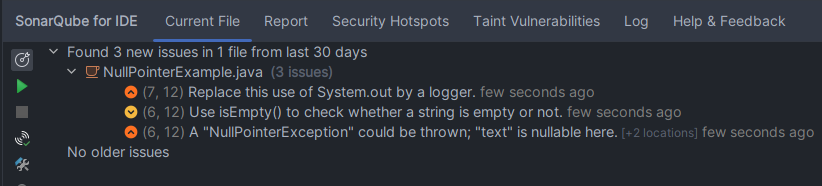 SonarQube for IDE Current File Report Security Hotspots Taint Vulnerabilities Log Help & Feedback
Found 3 new issues in 1 file from last 30 days
NullPointerExample.java (3 issues)
(7, 12) Replace this use of System.out by a logger. few seconds ago
(6, 12) Use isEmpty() to check whether a string is empty or not. few seconds ago
(6, 12) A "NullPointerException" could be thrown; "text" is nullable here. [+2 locations] few seconds ago
No older issues